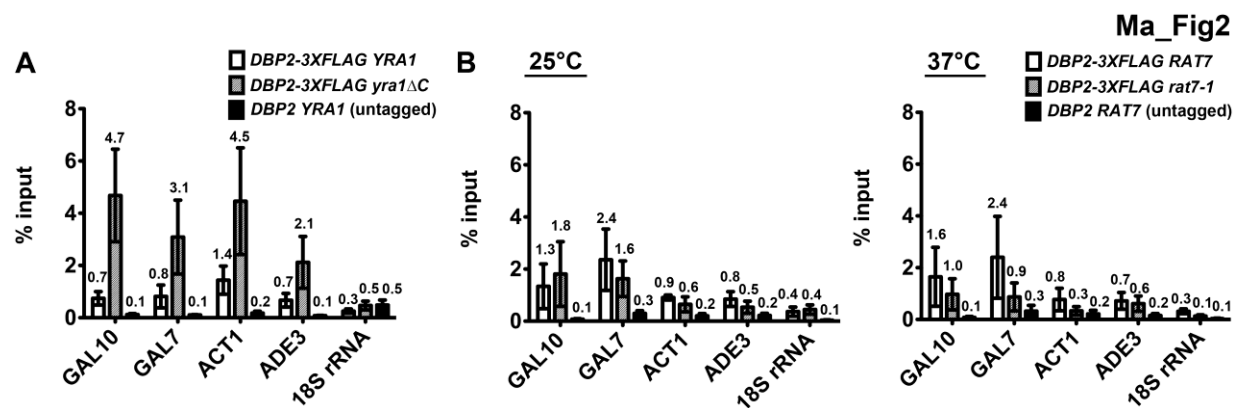 Ma_Fig2
A
DBP2-3XFLAG YRA1
DBP2-3XFLAG yra1ΔC
DBP2 YRA1 (untagged)
% input
8
6
4
2
0
0.7 4.7 0.1
0.8 3.1 0.1
1.4 4.5 0.2
0.7 2.1 0.1
0.3 0.5 0.5
GAL10 GAL7 ACT1 ADE3 18S rRNA
B
25°C
% input
8
6
4
2
0
1.3 1.8 0.1
2.4 1.6 0.3
0.9 0.6 0.2
0.8 0.5 0.2
0.4 0.4 0.1
GAL10 GAL7 ACT1 ADE3 18S rRNA
37°C
DBP2-3XFLAG RAT7
DBP2-3XFLAG rat7-1
DBP2 RAT7 (untagged)
% input
8
6
4
2
0
1.6 1.0 0.1
2.4 0.9 0.3
0.8 0.3 0.2
0.7 0.6 0.2
0.3 0.1 0.1
GAL10 GAL7 ACT1 ADE3 18S rRNA